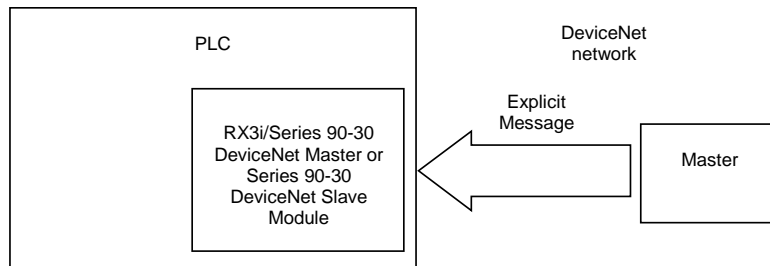 PLC
DeviceNet
network
Explicit
Message
RX3i/Series 90-30
DeviceNet Master or
Series 90-30
DeviceNet Slave
Module
Master